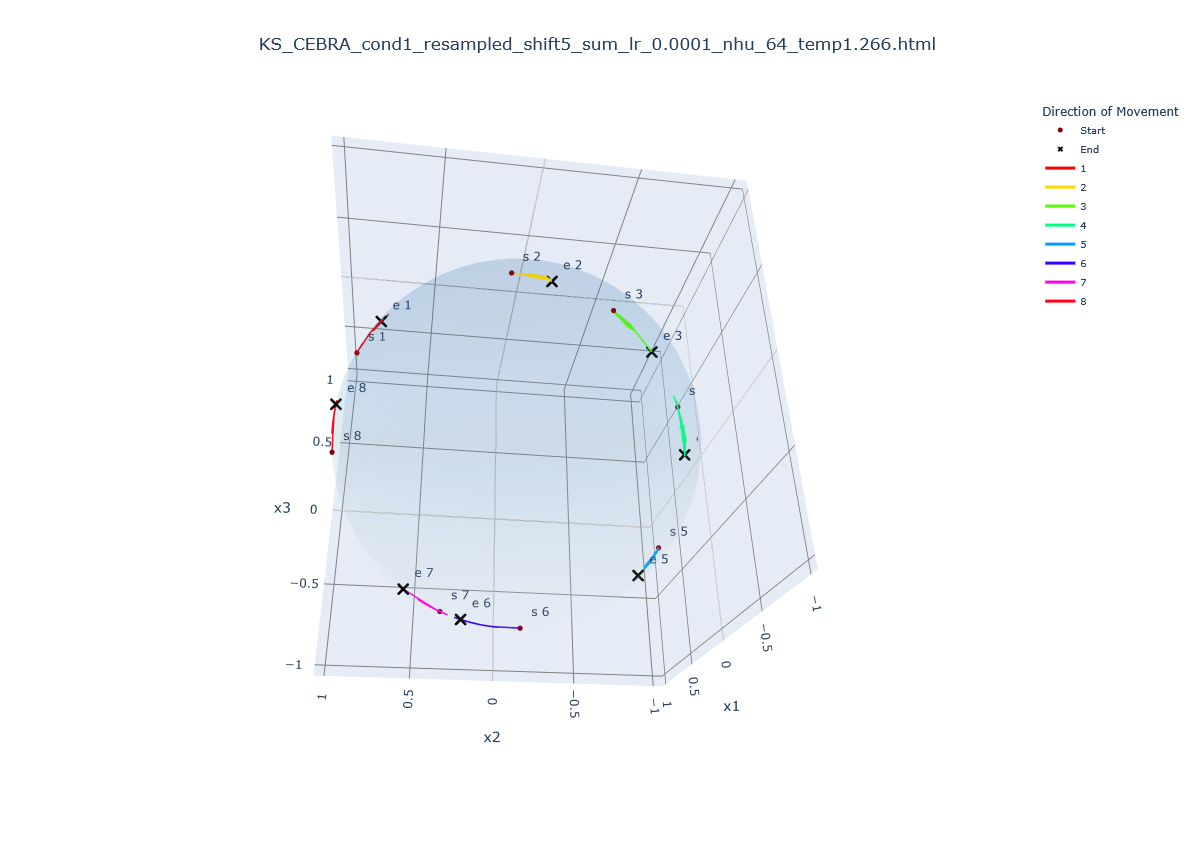 KS_CEBRA_cond1_resampled_shift5_sum_lr_0.0001_nhu_64_temp1.266.html
Direction of Movement
Start
End
1
2
3
4
5
6
7
8
s 2
e 2
s 3
e 1
s 1
e 3
1
e 8
s
0.5
s 8
x3
0
s 5
e 5
−0.5
e 7
s 7
e 6
s 6
−1
1
0.5
0
−0.5
−1
x2
1
0.5
0
−0.5
−1
x1